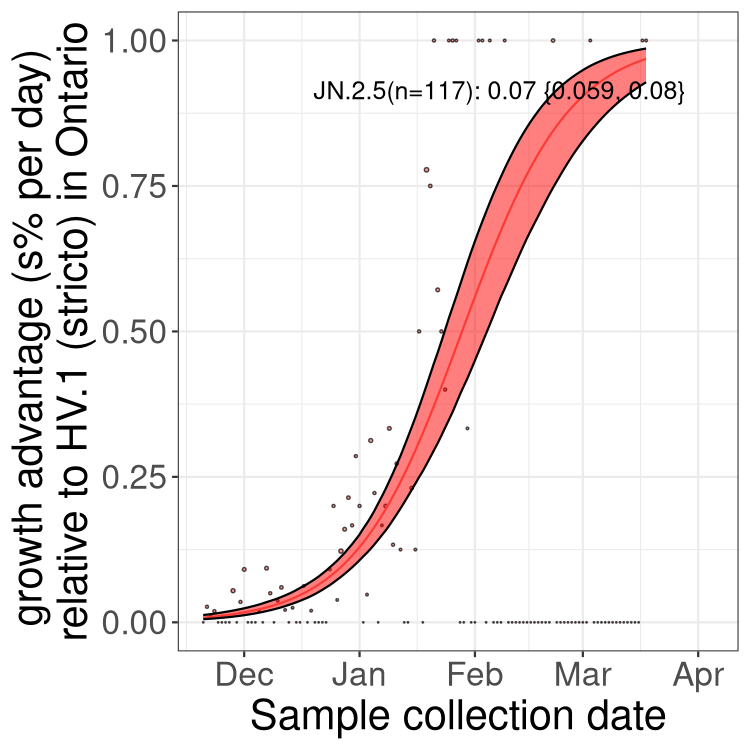 growth advantage (s% per day)
relative to HV.1 (stricto) in Ontario
1.00
0.75
0.50
0.25
0.00
JN.2.5(n=117): 0.07 {0.059, 0.08}
Dec Jan Feb Mar Apr
Sample collection date